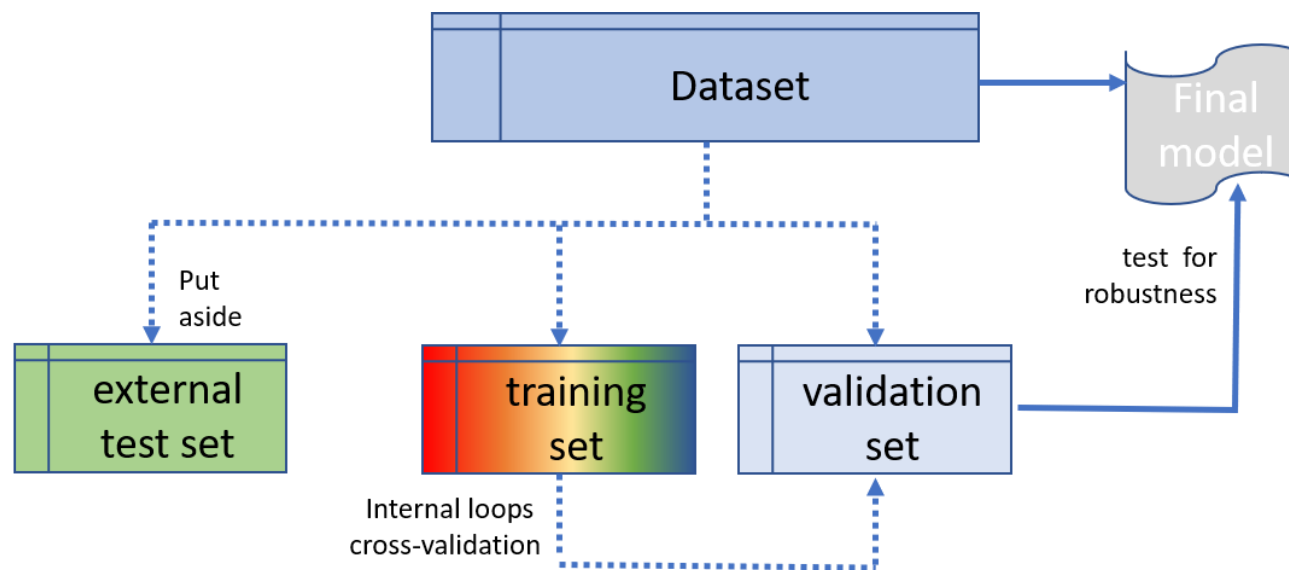 Dataset
Final
model
test for
robustness
Put
aside
external
test set
training
set
validation
set
Internal loops
cross-validation